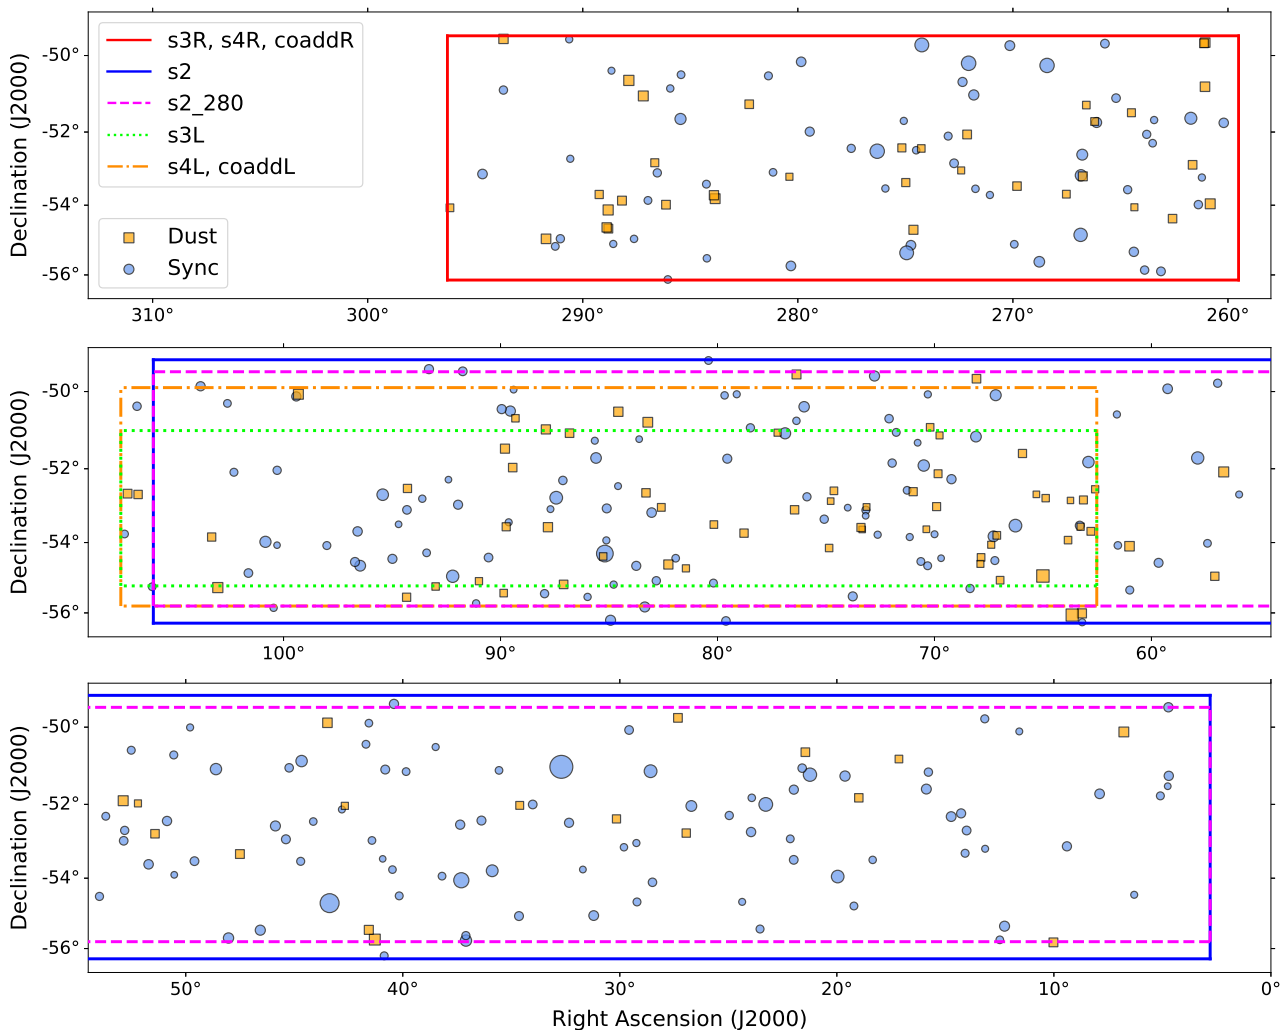 s3R, s4R, coaddR
s2
s2_280
s3L
s4L, coaddL
Dust
Sync
Declination (J2000)
-50°
-52°
-54°
-56°
310°
300°
290°
280°
270°
260°
Declination (J2000)
-50°
-52°
-54°
-56°
100°
90°
80°
70°
60°
Declination (J2000)
-50°
-52°
-54°
-56°
50°
40°
30°
20°
10°
0°
Right Ascension (J2000)